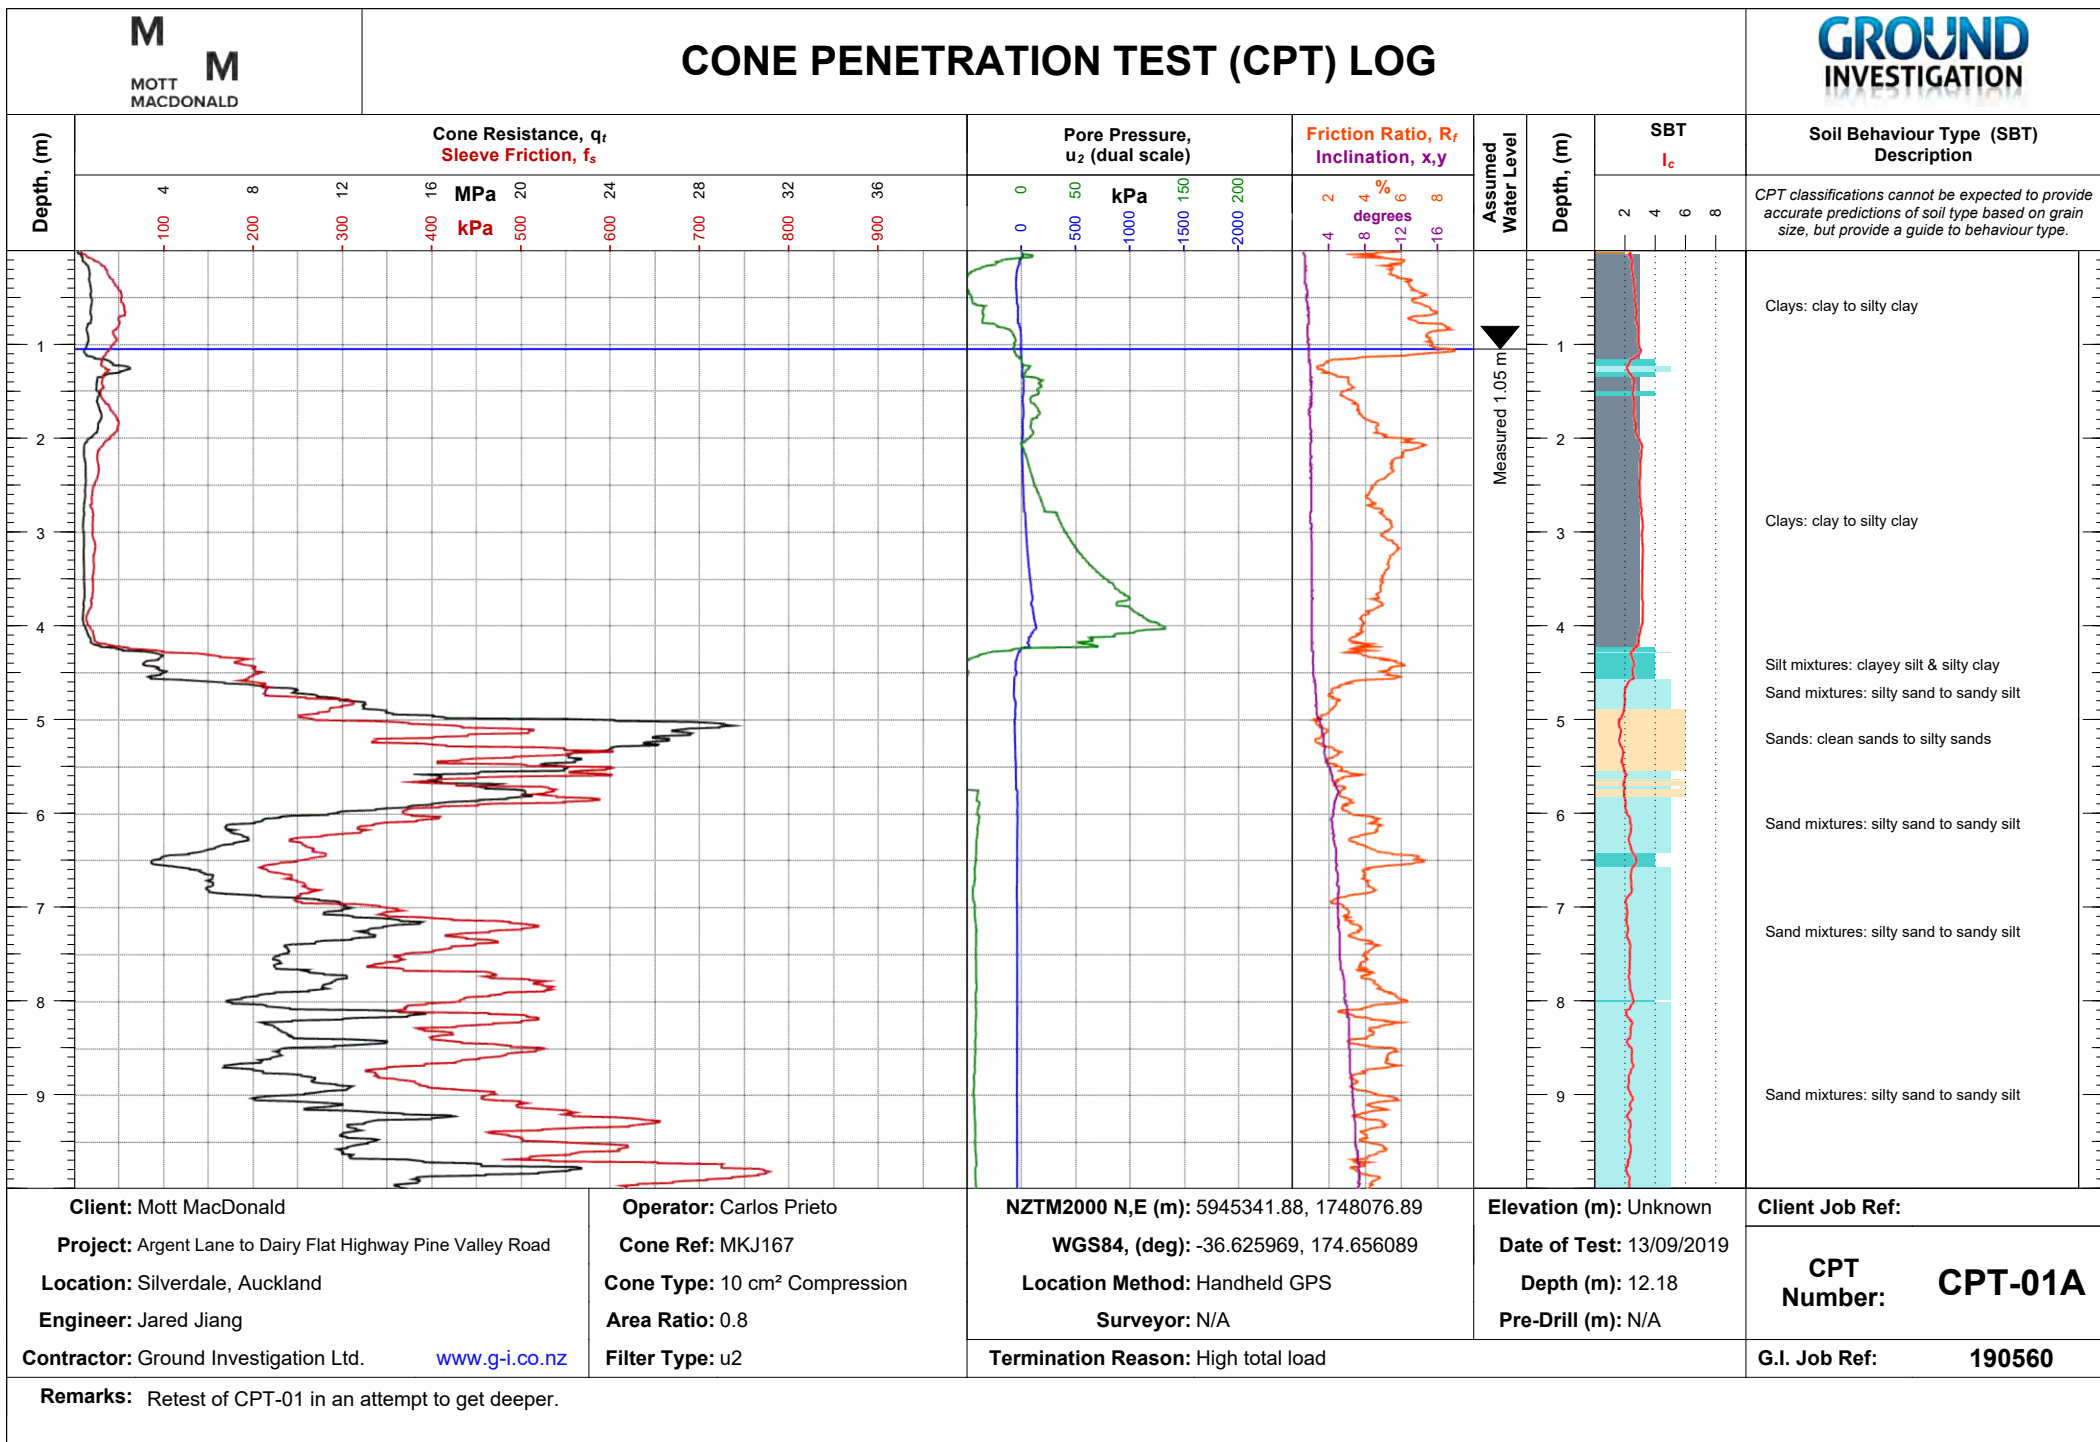 M
M
MOTT
MACDONALD
CONE PENETRATION TEST (CPT) LOG
GROUND
INVESTIGATION
Depth, (m)
Cone Resistance, qt
Sleeve Friction, fs
4 8 12 16 MPa 20 24 28 32 36
100 200 300 400 kPa 500 600 700 800 900
Pore Pressure,
u2 (dual scale)
0 50 kPa 150 200
0 500 1000 1500 2000
Friction Ratio, Rf
Inclination, x,y
2 4 % 6 8
degrees
4 8 12 16
Assumed
Water Level
Depth, (m)
SBT
Ic
2 4 6 8
Soil Behaviour Type (SBT)
Description
CPT classifications cannot be expected to provide
accurate predictions of soil type based on grain
size, but provide a guide to behaviour type.
Clays: clay to silty clay
1 1
Measured 1.05 m
2 2
Clays: clay to silty clay
3 3
4 4
Silt mixtures: clayey silt & silty clay
Sand mixtures: silty sand to sandy silt
5 5
Sands: clean sands to silty sands
6 6
Sand mixtures: silty sand to sandy silt
7 7
Sand mixtures: silty sand to sandy silt
8 8
9 9
Sand mixtures: silty sand to sandy silt
Client: Mott MacDonald
Project: Argent Lane to Dairy Flat Highway Pine Valley Road
Location: Silverdale, Auckland
Engineer: Jared Jiang
Contractor: Ground Investigation Ltd. www.g-i.co.nz
Operator: Carlos Prieto
Cone Ref: MKJ167
Cone Type: 10 cm² Compression
Area Ratio: 0.8
Filter Type: u2
NZTM2000 N,E (m): 5945341.88, 1748076.89
WGS84, (deg): -36.625969, 174.656089
Location Method: Handheld GPS
Surveyor: N/A
Termination Reason: High total load
Elevation (m): Unknown
Date of Test: 13/09/2019
Depth (m): 12.18
Pre-Drill (m): N/A
Client Job Ref:
CPT
Number:
CPT-01A
G.I. Job Ref: 190560
Remarks: Retest of CPT-01 in an attempt to get deeper.